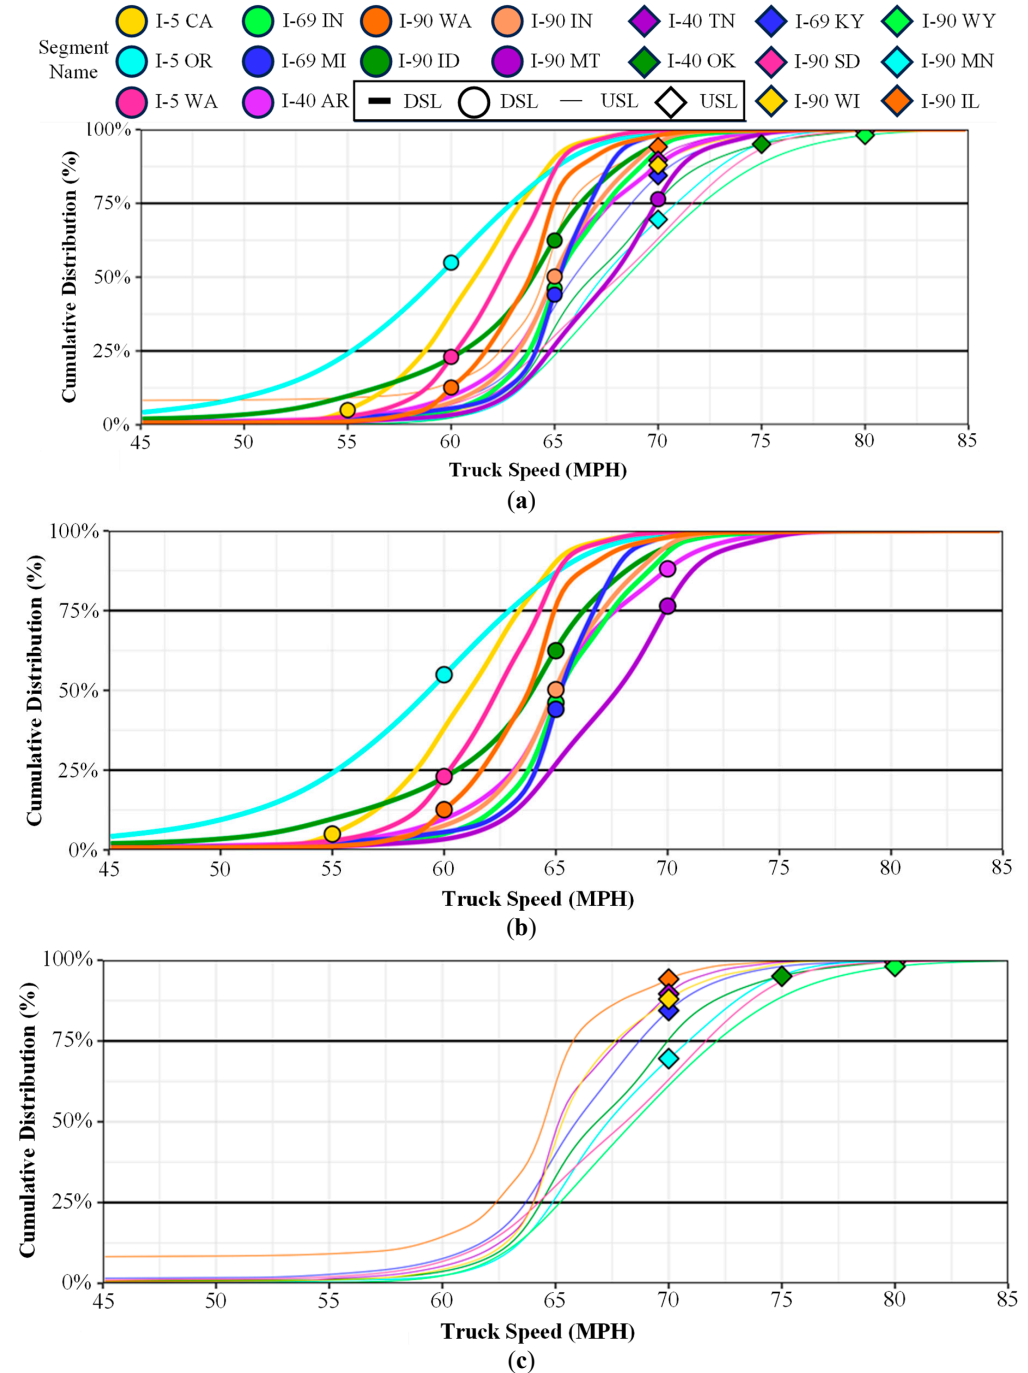 I-5 CA I-69 IN I-90 WA I-90 IN I-40 TN I-69 KY I-90 WY
Segment Name
I-5 OR I-69 MI I-90 ID I-90 MT I-40 OK I-90 SD I-90 MN
I-5 WA I-40 AR DSL DSL USL USL I-90 WI I-90 IL
100%
75%
50%
25%
0%
Cumulative Distribution (%)
45 50 55 60 65 70 75 80 85
Truck Speed (MPH)
(a)
100%
75%
50%
25%
0%
Cumulative Distribution (%)
45 50 55 60 65 70 75 80 85
Truck Speed (MPH)
(b)
100%
75%
50%
25%
0%
Cumulative Distribution (%)
45 50 55 60 65 70 75 80 85
Truck Speed (MPH)
(c)